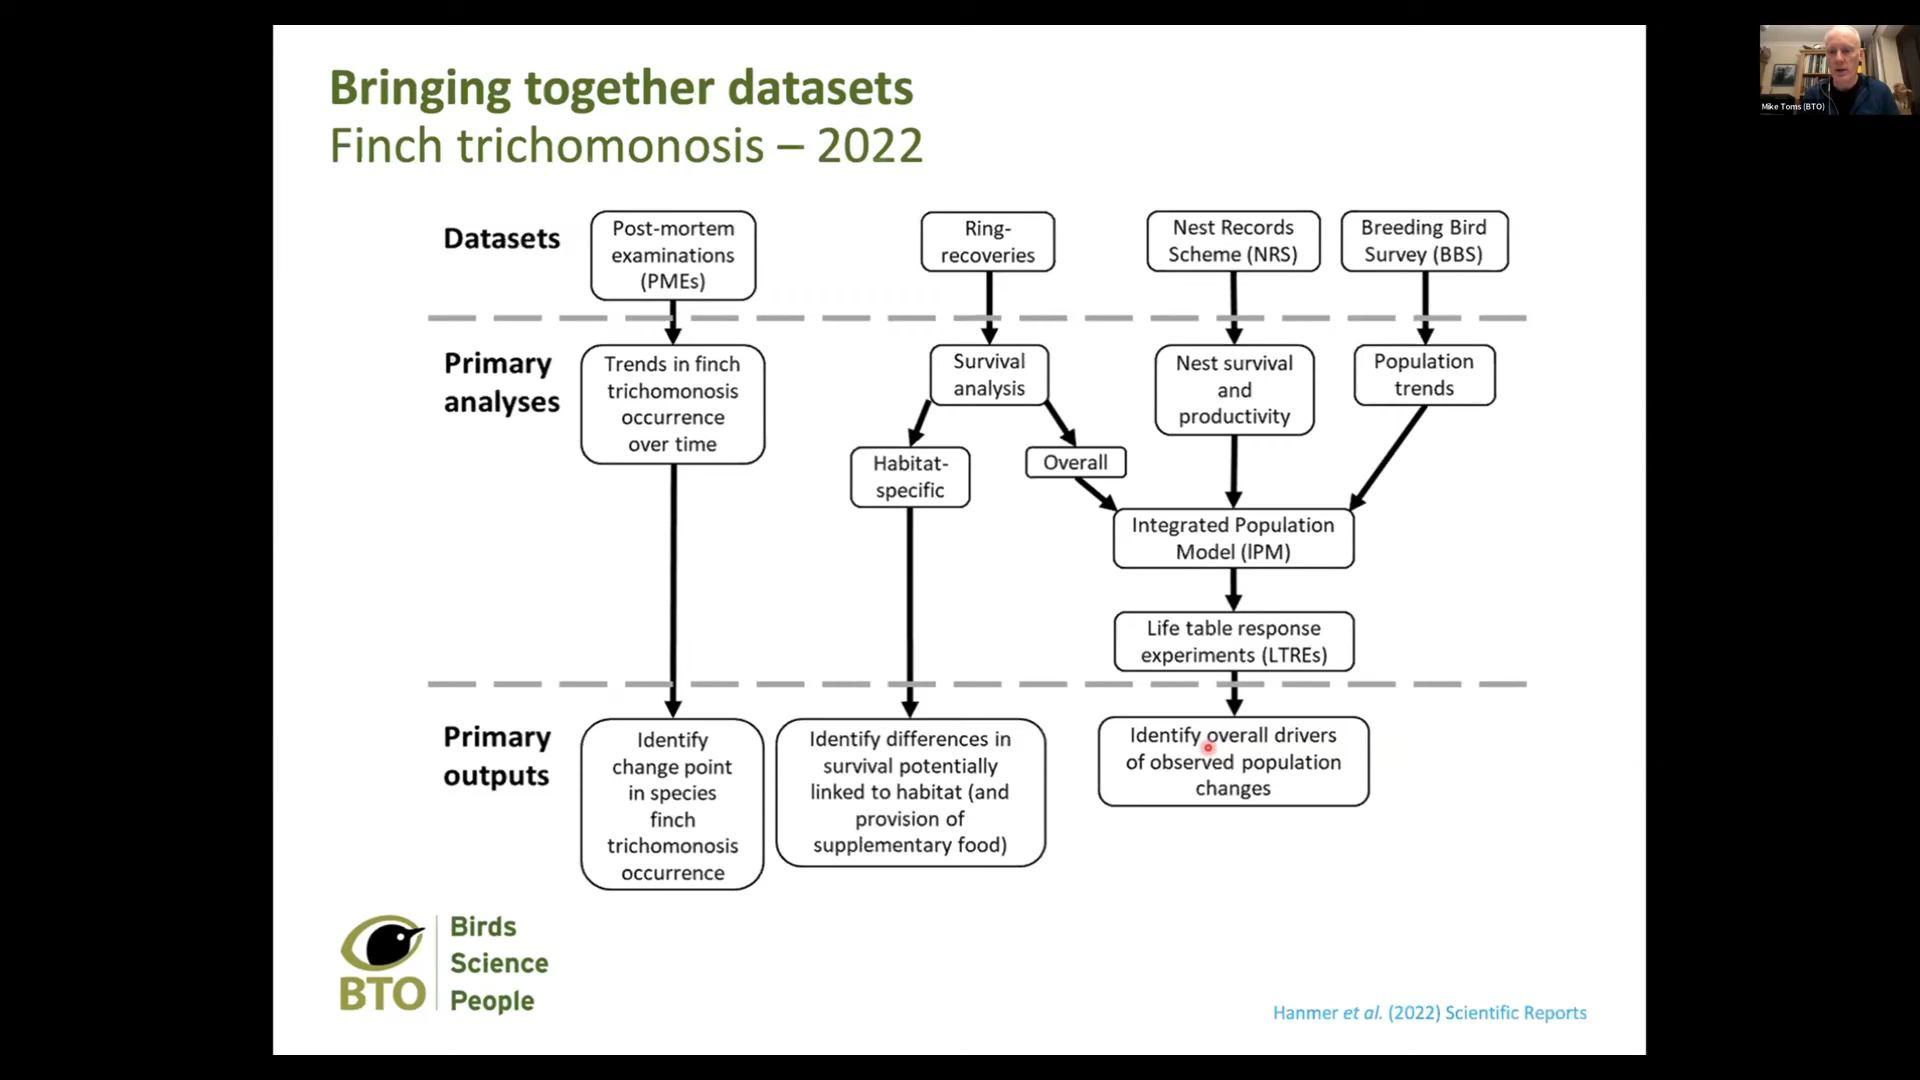 Bringing together datasets
Finch trichomonosis – 2022
Mike Toms (BTO)
Datasets
Post-mortem
examinations
(PMEs)
Ring-
recoveries
Nest Records
Scheme (NRS)
Breeding Bird
Survey (BBS)
Primary
analyses
Trends in finch
trichomonosis
occurrence
over time
Survival
analysis
Nest survival
and
productivity
Population
trends
Habitat-
specific
Overall
Integrated Population
Model (IPM)
Life table response
experiments (LTREs)
Primary
outputs
Identify
change point
in species
finch
trichomonosis
occurrence
Identify differences in
survival potentially
linked to habitat (and
provision of
supplementary food)
Identify overall drivers
of observed population
changes
BTO
Birds
Science
People
Hanmer et al. (2022) Scientific Reports